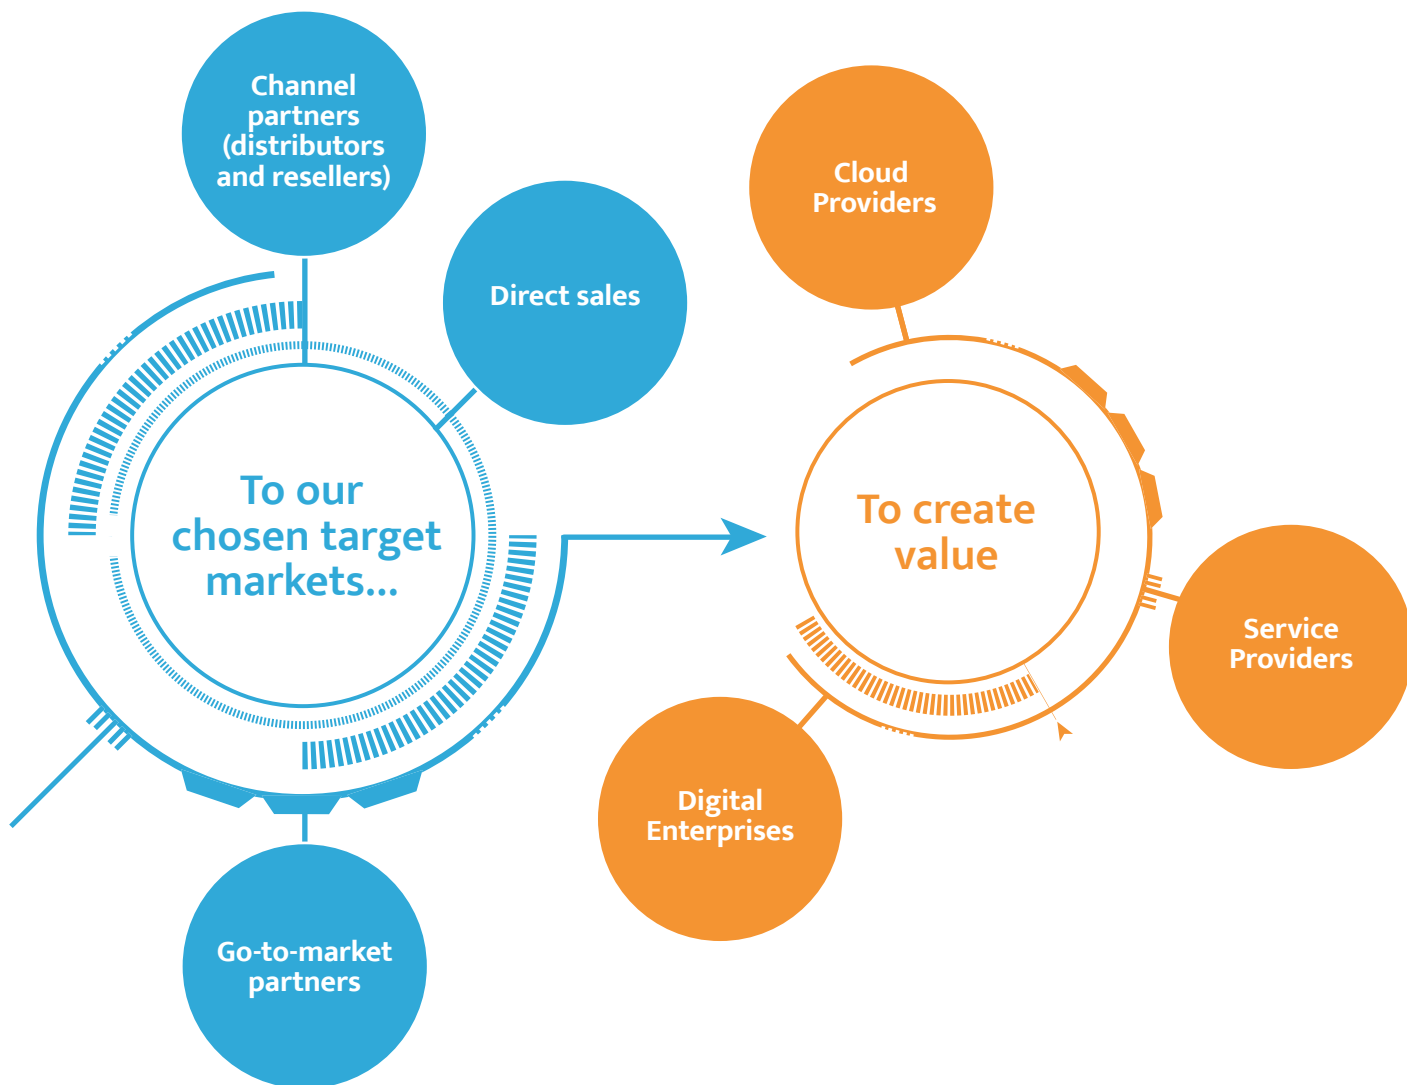 Channel
partners
(distributors
and resellers)
Direct sales
To our
chosen target
markets...
Go-to-market
partners
Cloud
Providers
To create
value
Service
Providers
Digital
Enterprises